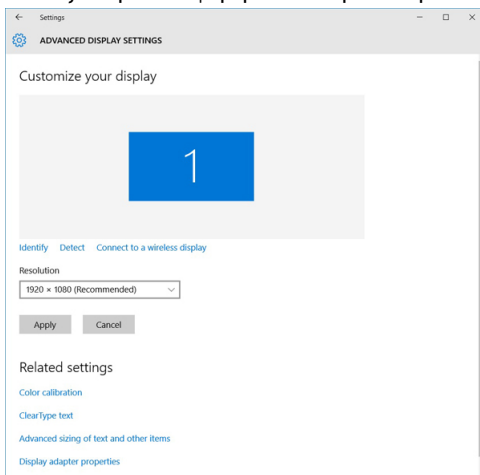 Settings
ADVANCED DISPLAY SETTINGS
Customize your display
1
Identify Detect Connect to a wireless display
Resolution
1920 × 1080 (Recommended)
Apply Cancel
Related settings
Color calibration
ClearType text
Advanced sizing of text and other items
Display adapter properties